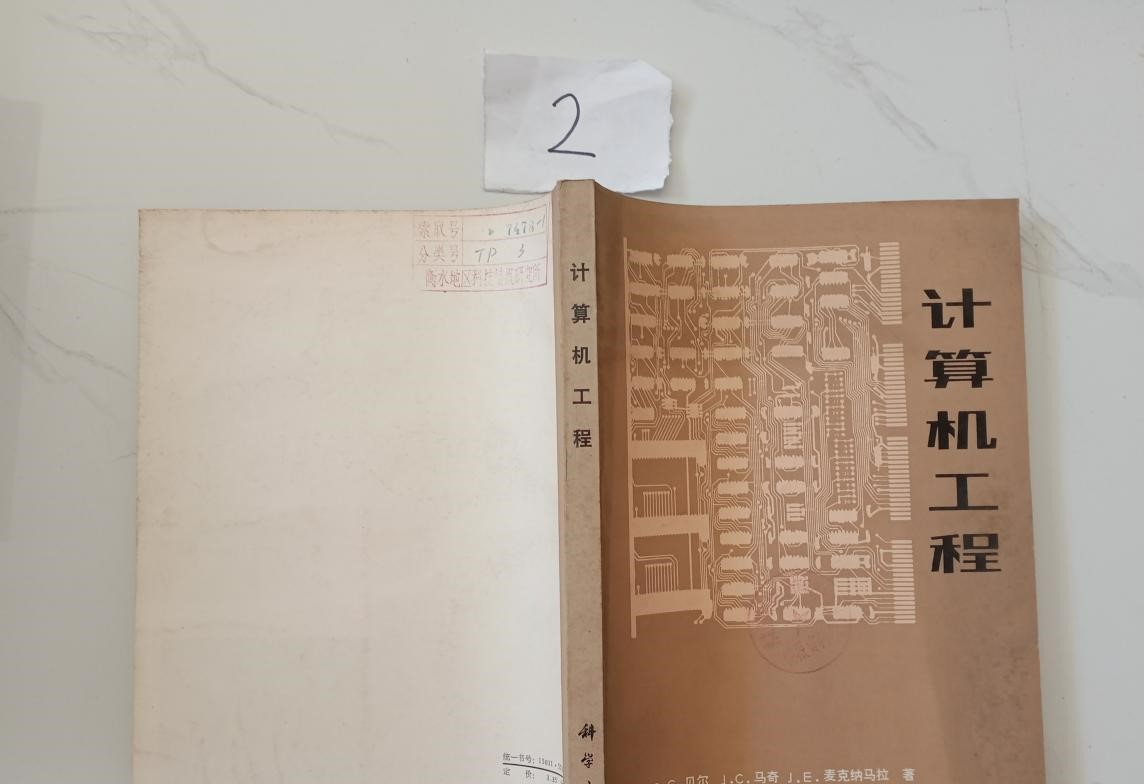 2
索取号
分类号 TP 3
衡水地区科技情报研究所
计算机工程
科学
计算机工程
C. 贝尔 J.C.马奇 J.E.麦克纳马拉 著
统一书号：
定 价：